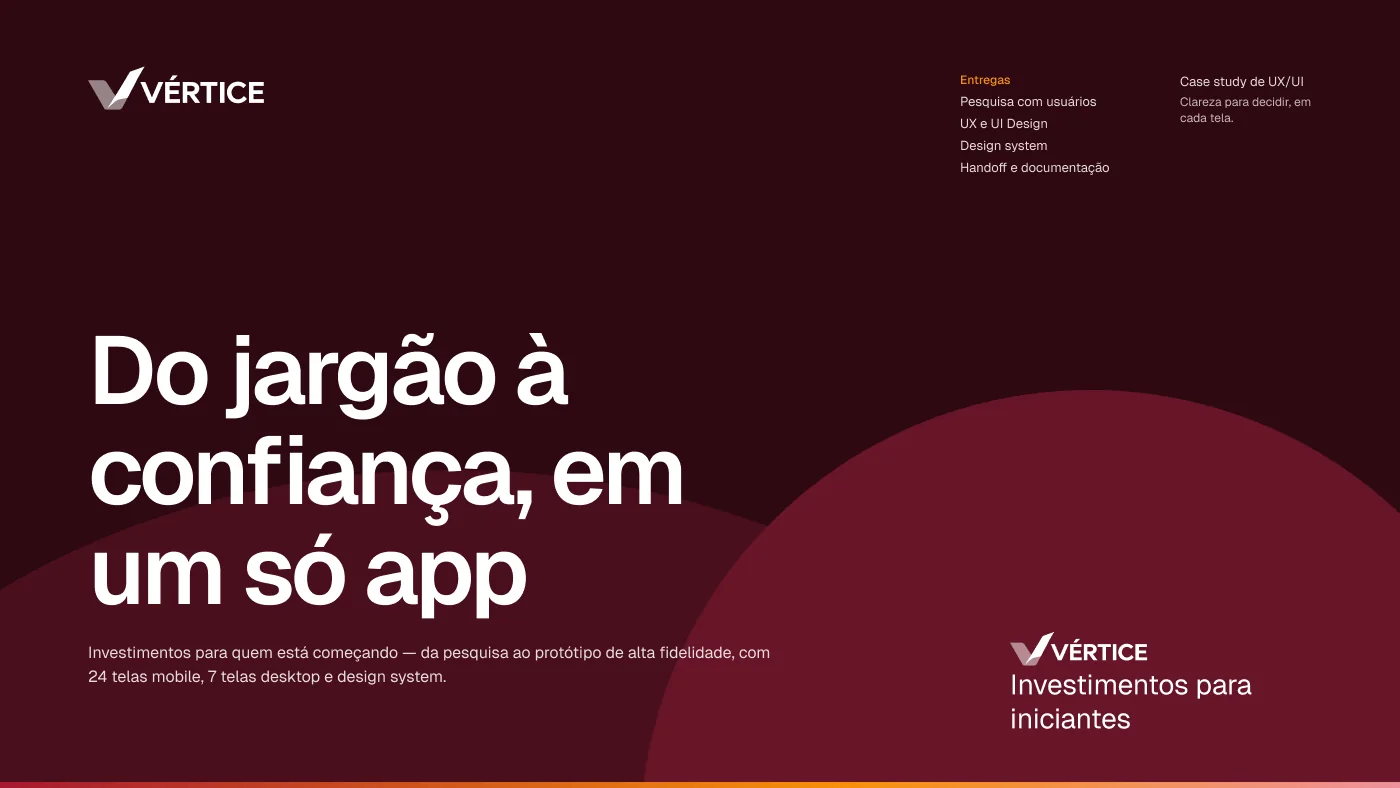 VÉRTICE
Entregas
Pesquisa com usuários
UX e UI Design
Design system
Handoff e documentação
Case study de UX/UI
Clareza para decidir, em
cada tela.
Do jargão à
confiança, em
um só app
Investimentos para quem está começando — da pesquisa ao protótipo de alta fidelidade, com
24 telas mobile, 7 telas desktop e design system.
VÉRTICE
Investimentos para
iniciantes